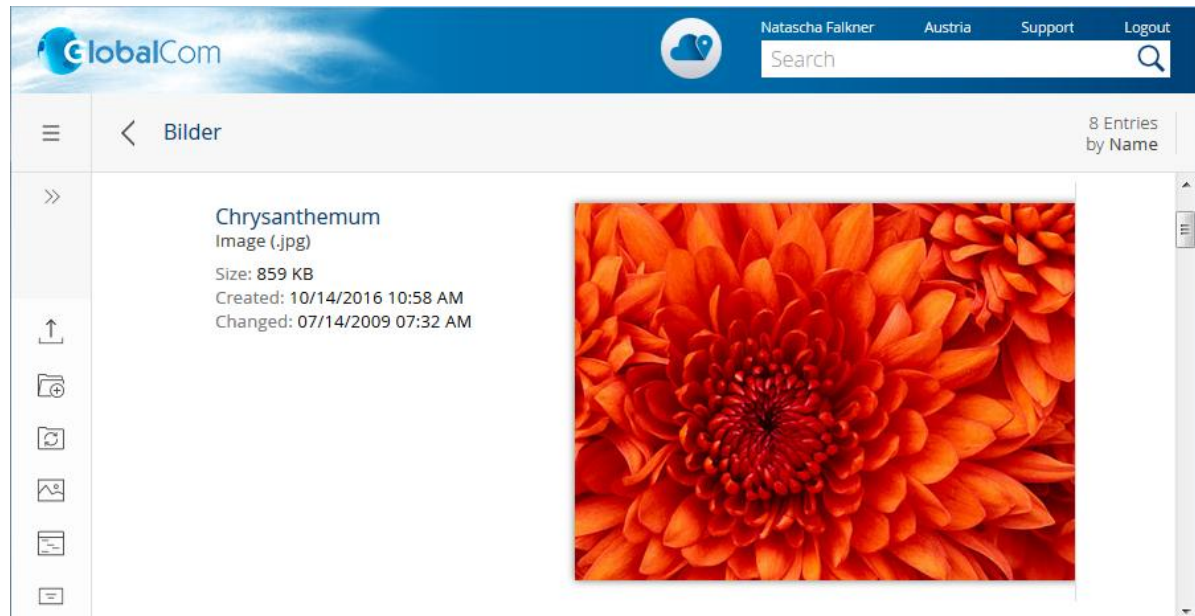 GlobalCom
Natascha Falkner Austria Support Logout
Search
Bilder
8 Entries
by Name
Chrysanthemum
Image (.jpg)
Size: 859 KB
Created: 10/14/2016 10:58 AM
Changed: 07/14/2009 07:32 AM